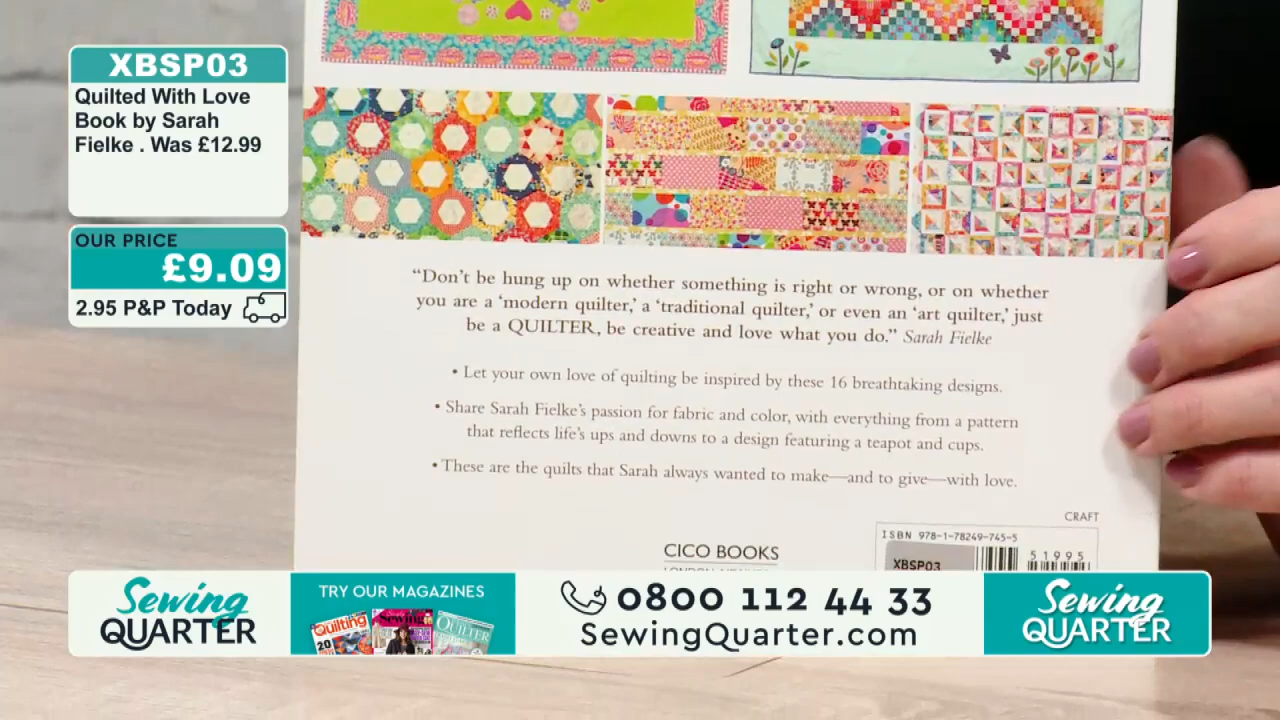 XBSP03
Quilted With Love
Book by Sarah
Fielke . Was £12.99
OUR PRICE
£9.09
2.95 P&P Today
“Don’t be hung up on whether something is right or wrong, or on whether
you are a ‘modern quilter,’ a ‘traditional quilter,’ or even an ‘art quilter,’ just
be a QUILTER, be creative and love what you do.” Sarah Fielke
• Let your own love of quilting be inspired by these 16 breathtaking designs.
• Share Sarah Fielke’s passion for fabric and color, with everything from a pattern
that reflects life’s ups and downs to a design featuring a teapot and cups.
• These are the quilts that Sarah always wanted to make—and to give—with love.
CRAFT
CICO BOOKS
ISBN 978-1-78249-745-5
51995
XBSP03
Sewing
QUARTER
TRY OUR MAGAZINES
Quilting
20
Sewing
QUILTER
0800 112 44 33
SewingQuarter.com
Sewing
QUARTER